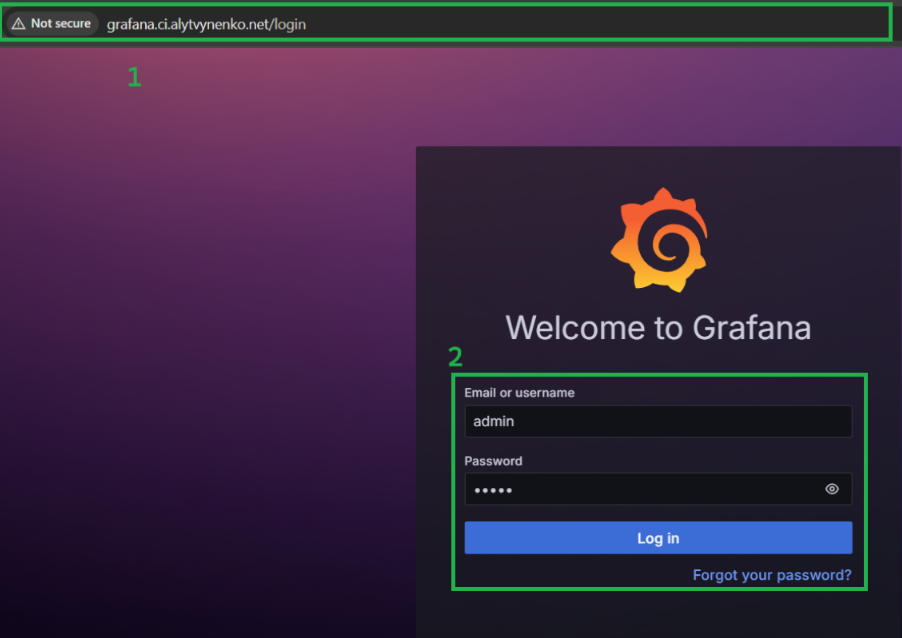 Not secure grafana.ci.alytvynenko.net/login
1
Welcome to Grafana
2
Email or username
admin
Password
•••••
Log in
Forgot your password?